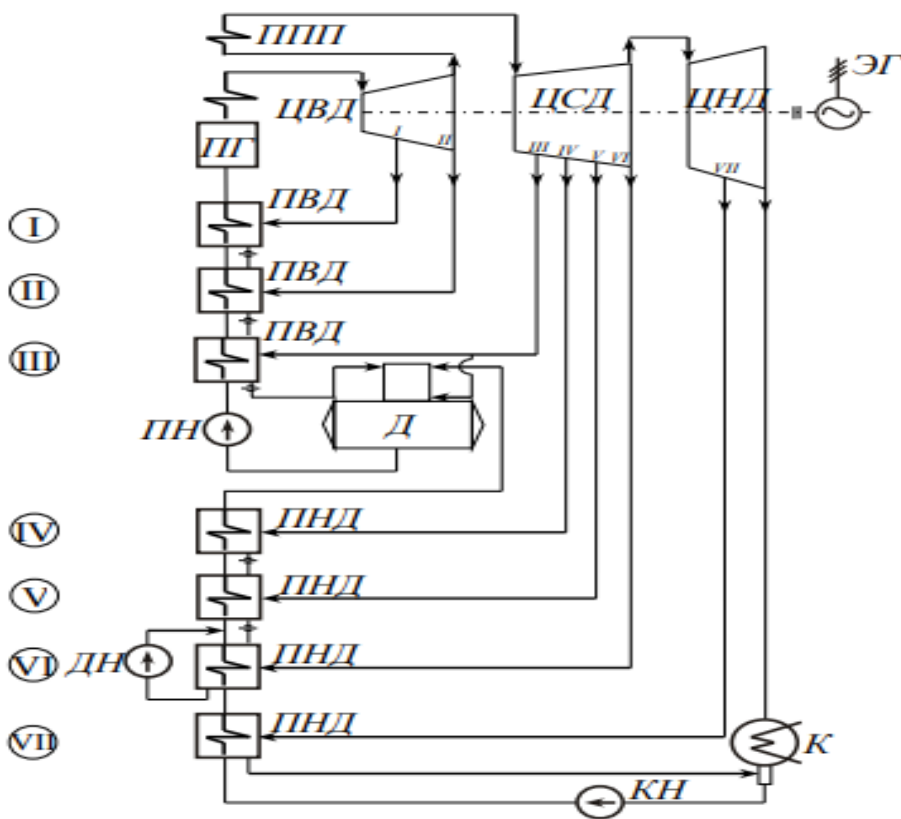 ППП
ЭГ
ЦВД
ЦСД
ЦНД
ПГ
I
II
III
IV
V
VI
VII
I
ПВД
II
ПВД
III
ПВД
Д
ПН
IV
ПНД
V
ПНД
VI
ДН
ПНД
VII
ПНД
К
КН